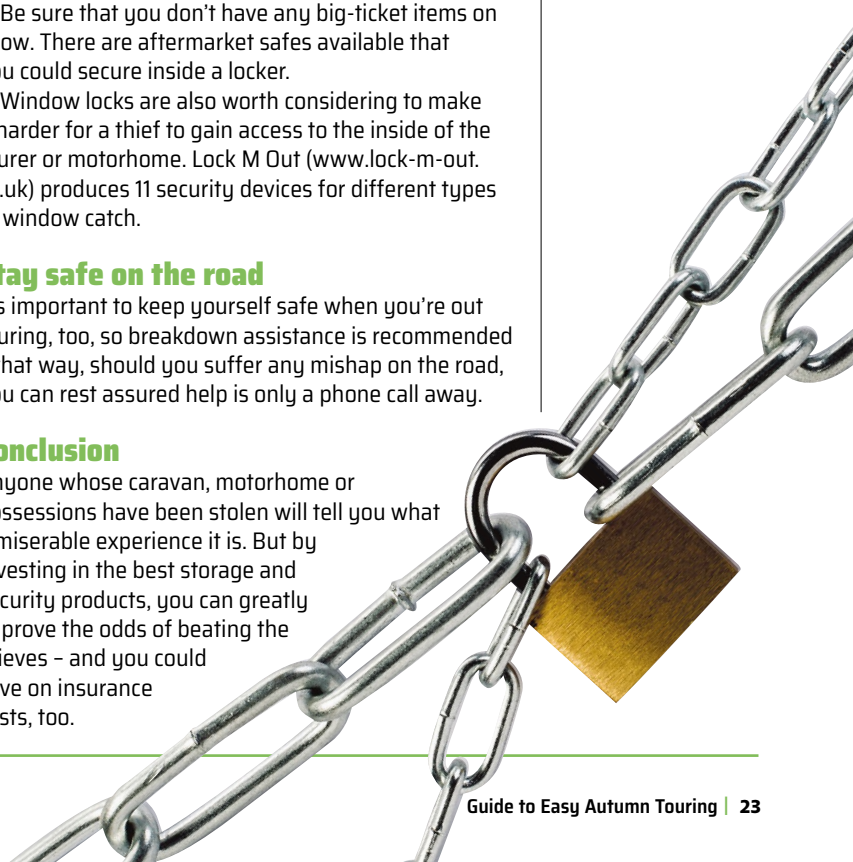 Be sure that you don’t have any big-ticket items on
ow. There are aftermarket safes available that
u could secure inside a locker.
Window locks are also worth considering to make
harder for a thief to gain access to the inside of the
urer or motorhome. Lock M Out (www.lock-m-out.
.uk) produces 11 security devices for different types
window catch.
tay safe on the road
s important to keep yourself safe when you’re out
uring, too, so breakdown assistance is recommended
hat way, should you suffer any mishap on the road,
u can rest assured help is only a phone call away.
onclusion
nyone whose caravan, motorhome or
ossessions have been stolen will tell you what
miserable experience it is. But by
vesting in the best storage and
curity products, you can greatly
prove the odds of beating the
ieves – and you could
ve on insurance
sts, too.
Guide to Easy Autumn Touring | 23